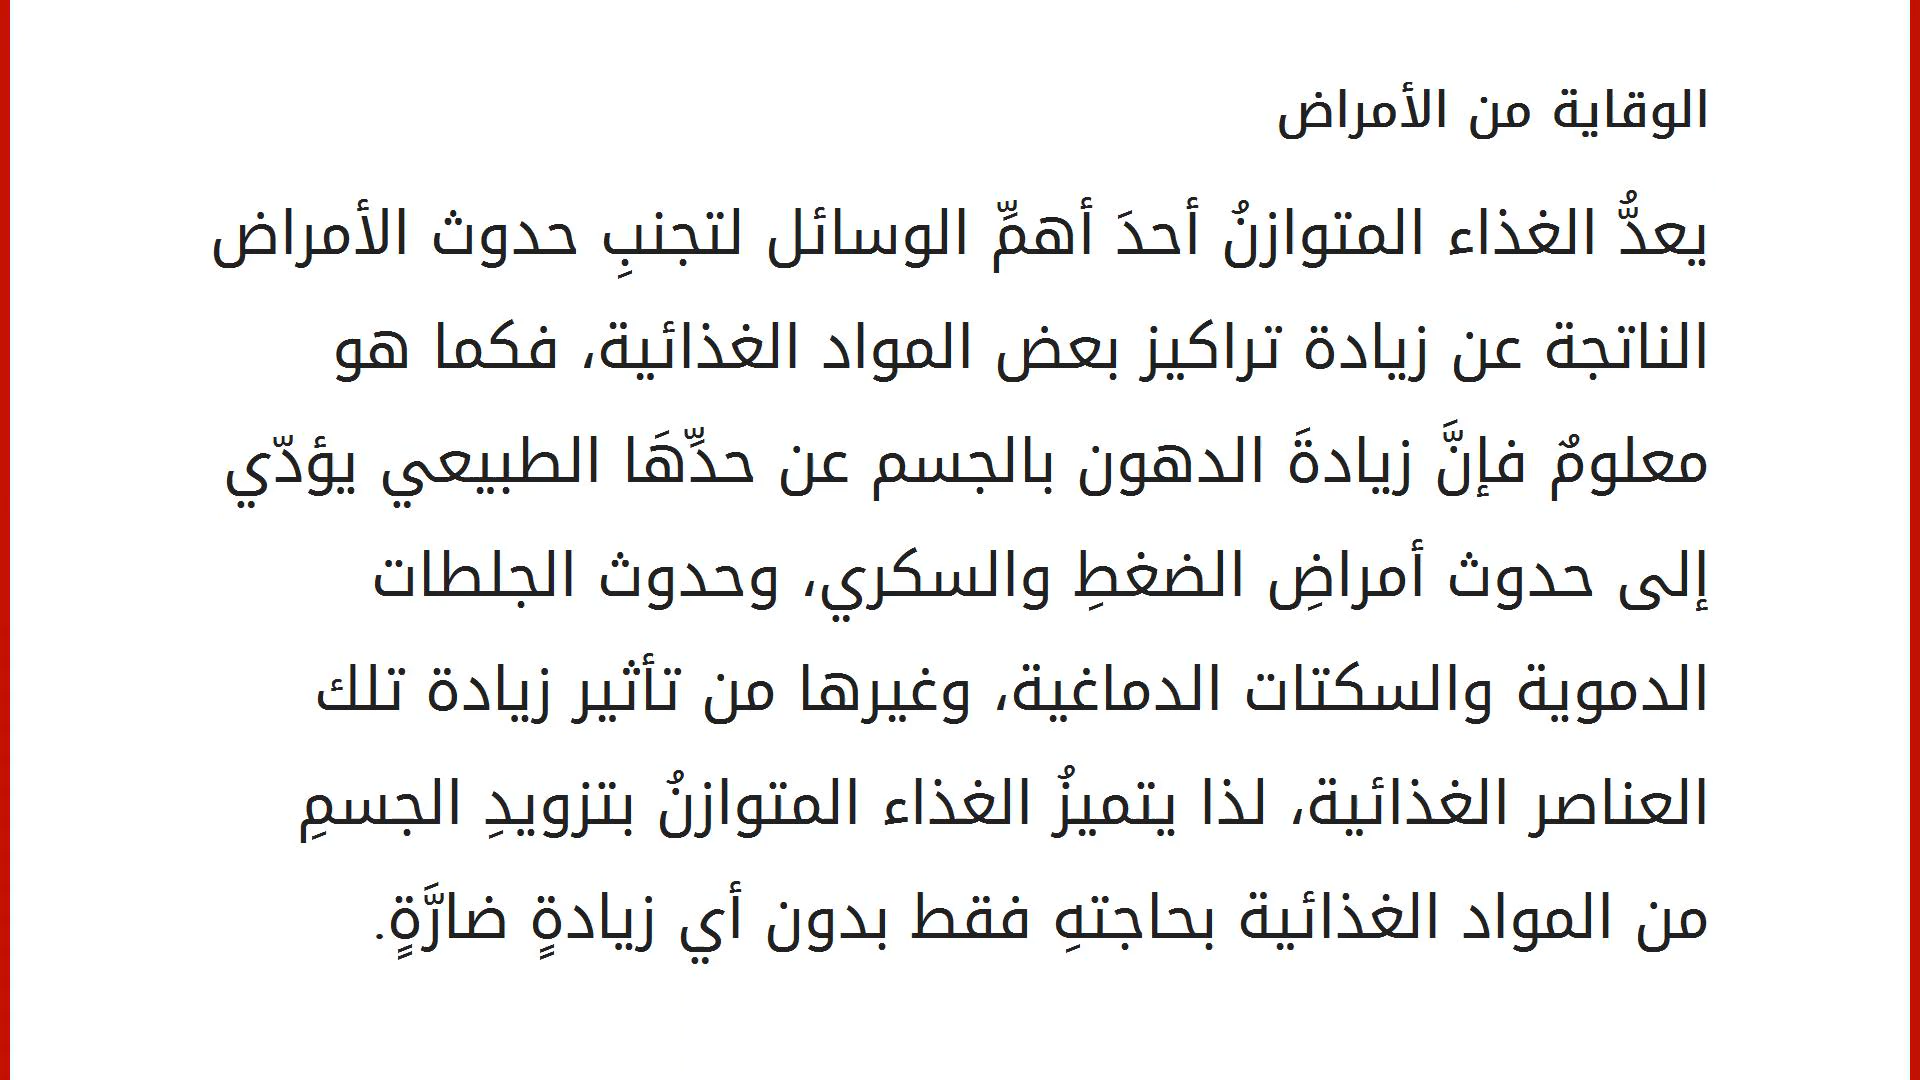 الوقاية من الأمراض
يعدُّ الغذاء المتوازنُ أحدَ أهمِّ الوسائل لتجنبِ حدوث الأمراض
الناتجة عن زيادة تراكيز بعض المواد الغذائية، فكما هو
معلومٌ فإنَّ زيادةَ الدهون بالجسم عن حدِّهَا الطبيعي يؤدّي
إلى حدوث أمراضِ الضغطِ والسكري، وحدوث الجلطات
الدموية والسكتات الدماغية، وغيرها من تأثير زيادة تلك
العناصر الغذائية، لذا يتميزُ الغذاء المتوازنُ بتزويدِ الجسمِ
من المواد الغذائية بحاجتهِ فقط بدون أي زيادةٍ ضارَّةٍ.